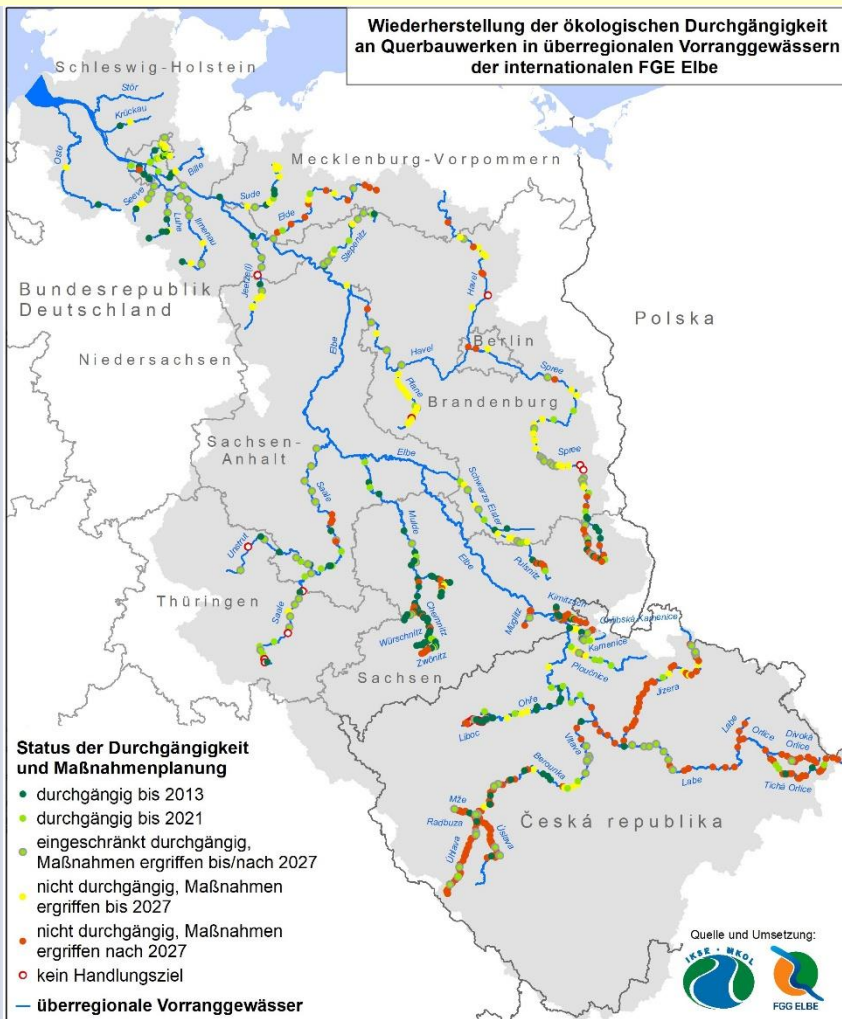 Wiederherstellung der ökologischen Durchgängigkeit
an Querbauwerken in überregionalen Vorranggewässern
der internationalen FGE Elbe
Schleswig-Holstein
Stör
Krückau
Oste
Bille
Mecklenburg-Vorpommern
Seeve
Luhe
Ilmenau
Sude
Elde
Stepenitz
Jeetze(l)
Havel
Bundesrepublik
Deutschland
Polska
Niedersachsen
Elbe
Havel
Berlin
Spree
Plane
Brandenburg
Sachsen-
Anhalt
Elbe
Spree
Saale
Schwarze Elster
Mulde
Elbe
Unstrut
Pulsnitz
Thüringen
Saale
Chemnitz
Würschnitz
Zwönitz
Müglitz
Kirnitzsch
Chřibská Kamenice
Kamenice
Ploučnice
Sachsen
Ohře
Jizera
Liboc
Vltava
Labe
Orlice
Divoká
Orlice
Berounka
Labe
Tichá Orlice
Mže
Radbuza
Úslava
Úhlava
Česká republika
Status der Durchgängigkeit
und Maßnahmenplanung
durchgängig bis 2013
durchgängig bis 2021
eingeschränkt durchgängig,
Maßnahmen ergriffen bis/nach 2027
nicht durchgängig, Maßnahmen
ergriffen bis 2027
nicht durchgängig, Maßnahmen
ergriffen nach 2027
kein Handlungsziel
überregionale Vorranggewässer
Quelle und Umsetzung:
IKSE · MKOL
FGG ELBE